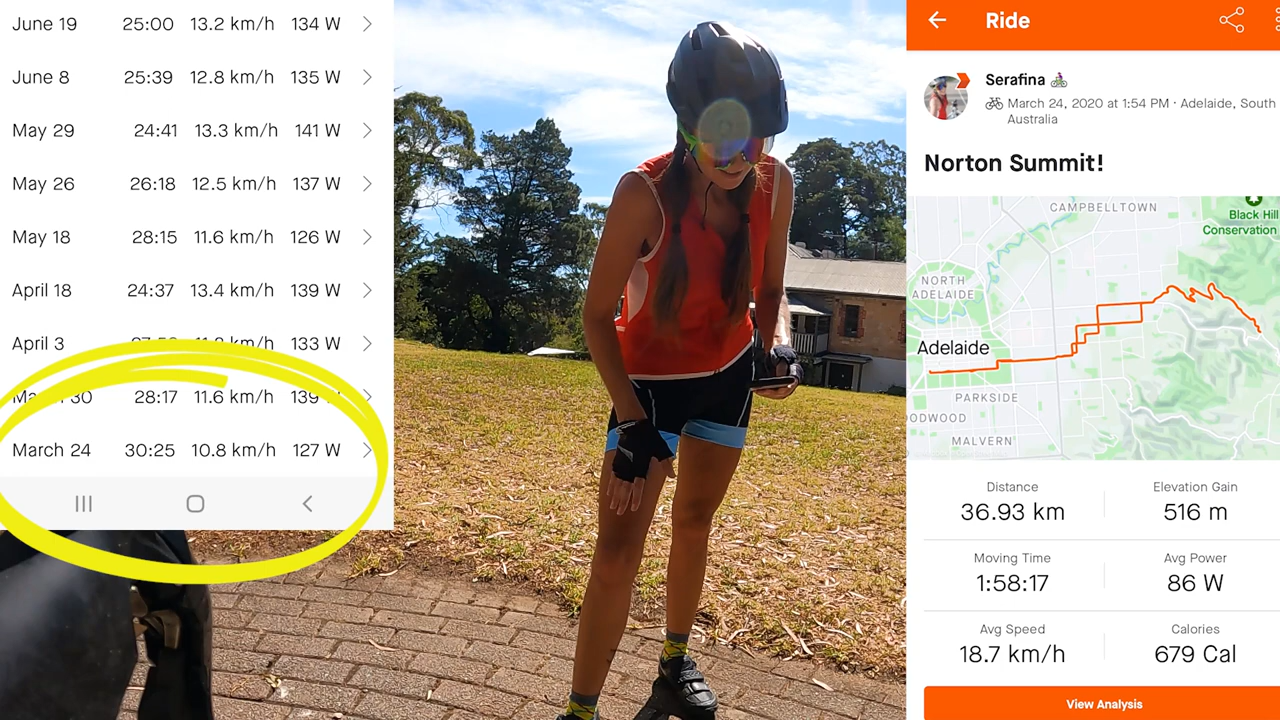 June 19 25:00 13.2 km/h 134 W
June 8 25:39 12.8 km/h 135 W
May 29 24:41 13.3 km/h 141 W
May 26 26:18 12.5 km/h 137 W
May 18 28:15 11.6 km/h 126 W
April 18 24:37 13.4 km/h 139 W
April 3 km/h 133 W
30 28:17 11.6 km/h 139
March 24 30:25 10.8 km/h 127 W
Ride
Serafina
March 24, 2020 at 1:54 PM · Adelaide, South
Australia
Norton Summit!
CAMPBELLTOWN
Black Hill
Conservation
NORTH
ADELAIDE
Adelaide
PARKSIDE
OODWOOD
MALVERN
Distance Elevation Gain
36.93 km 516 m
Moving Time Avg Power
1:58:17 86 W
Avg Speed Calories
18.7 km/h 679 Cal
View Analysis